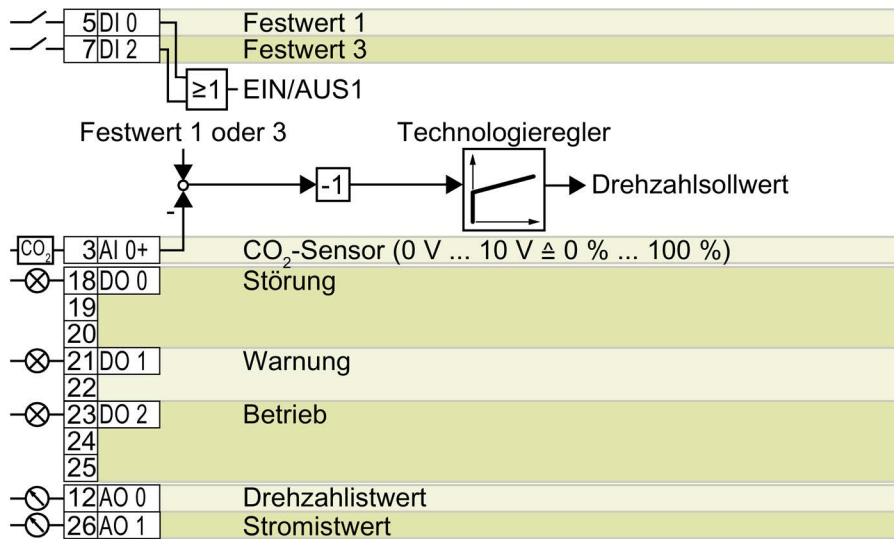 5 DI 0 Festwert 1
7 DI 2 Festwert 3
≥1 EIN/AUS1
Festwert 1 oder 3 Technologieregler
- -1 Drehzahlsollwert
CO₂ 3 AI 0+ CO₂-Sensor (0 V ... 10 V ≙ 0 % ... 100 %)
18 DO 0 Störung
19
20
21 DO 1 Warnung
22
23 DO 2 Betrieb
24
25
12 AO 0 Drehzahlistwert
26 AO 1 Stromistwert